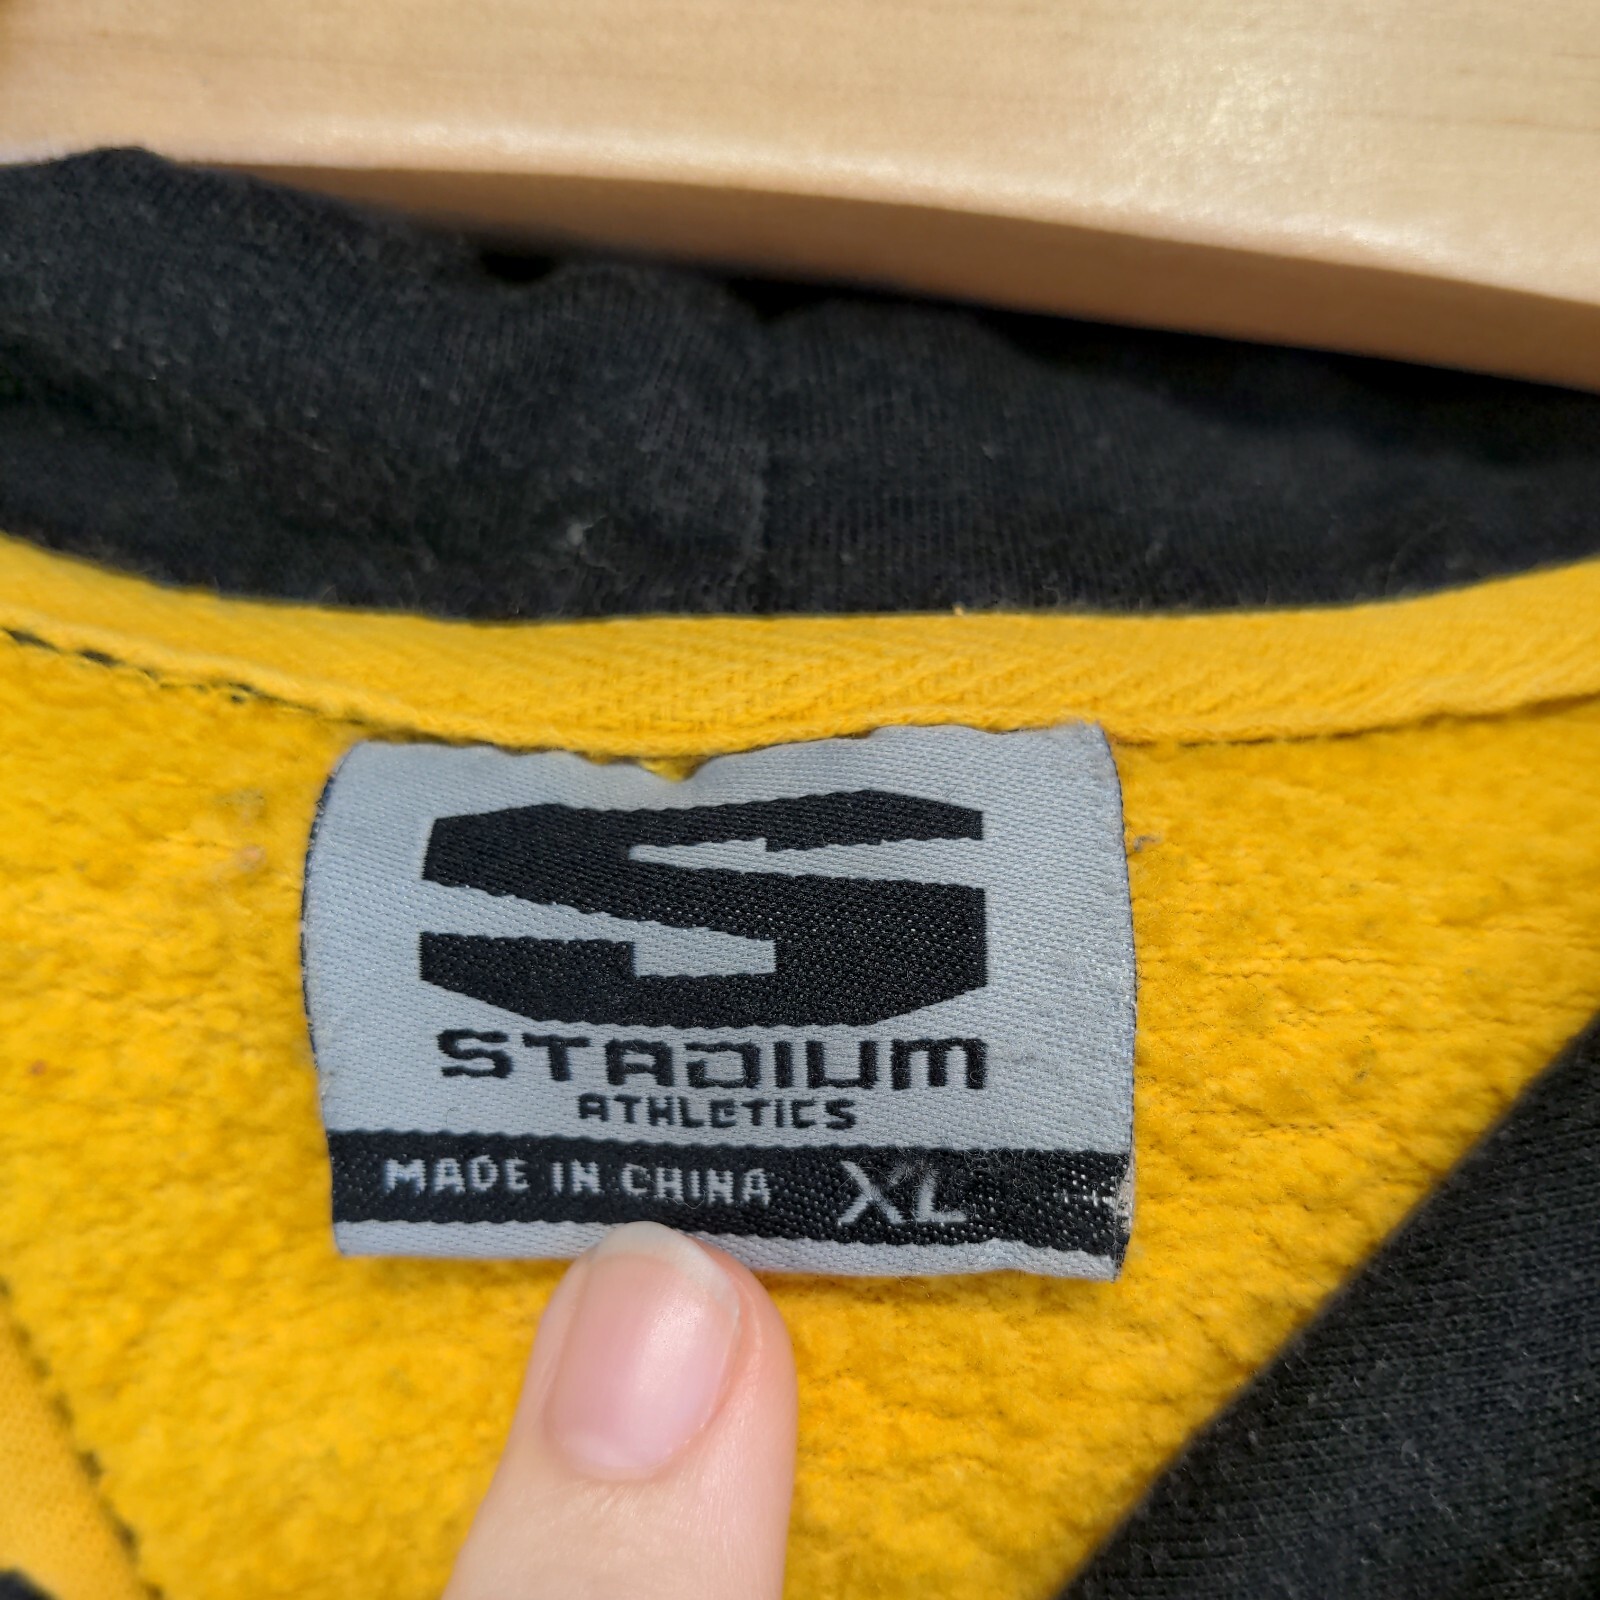 S
STADIUM
ATHLETICS
MADE IN CHINA XL